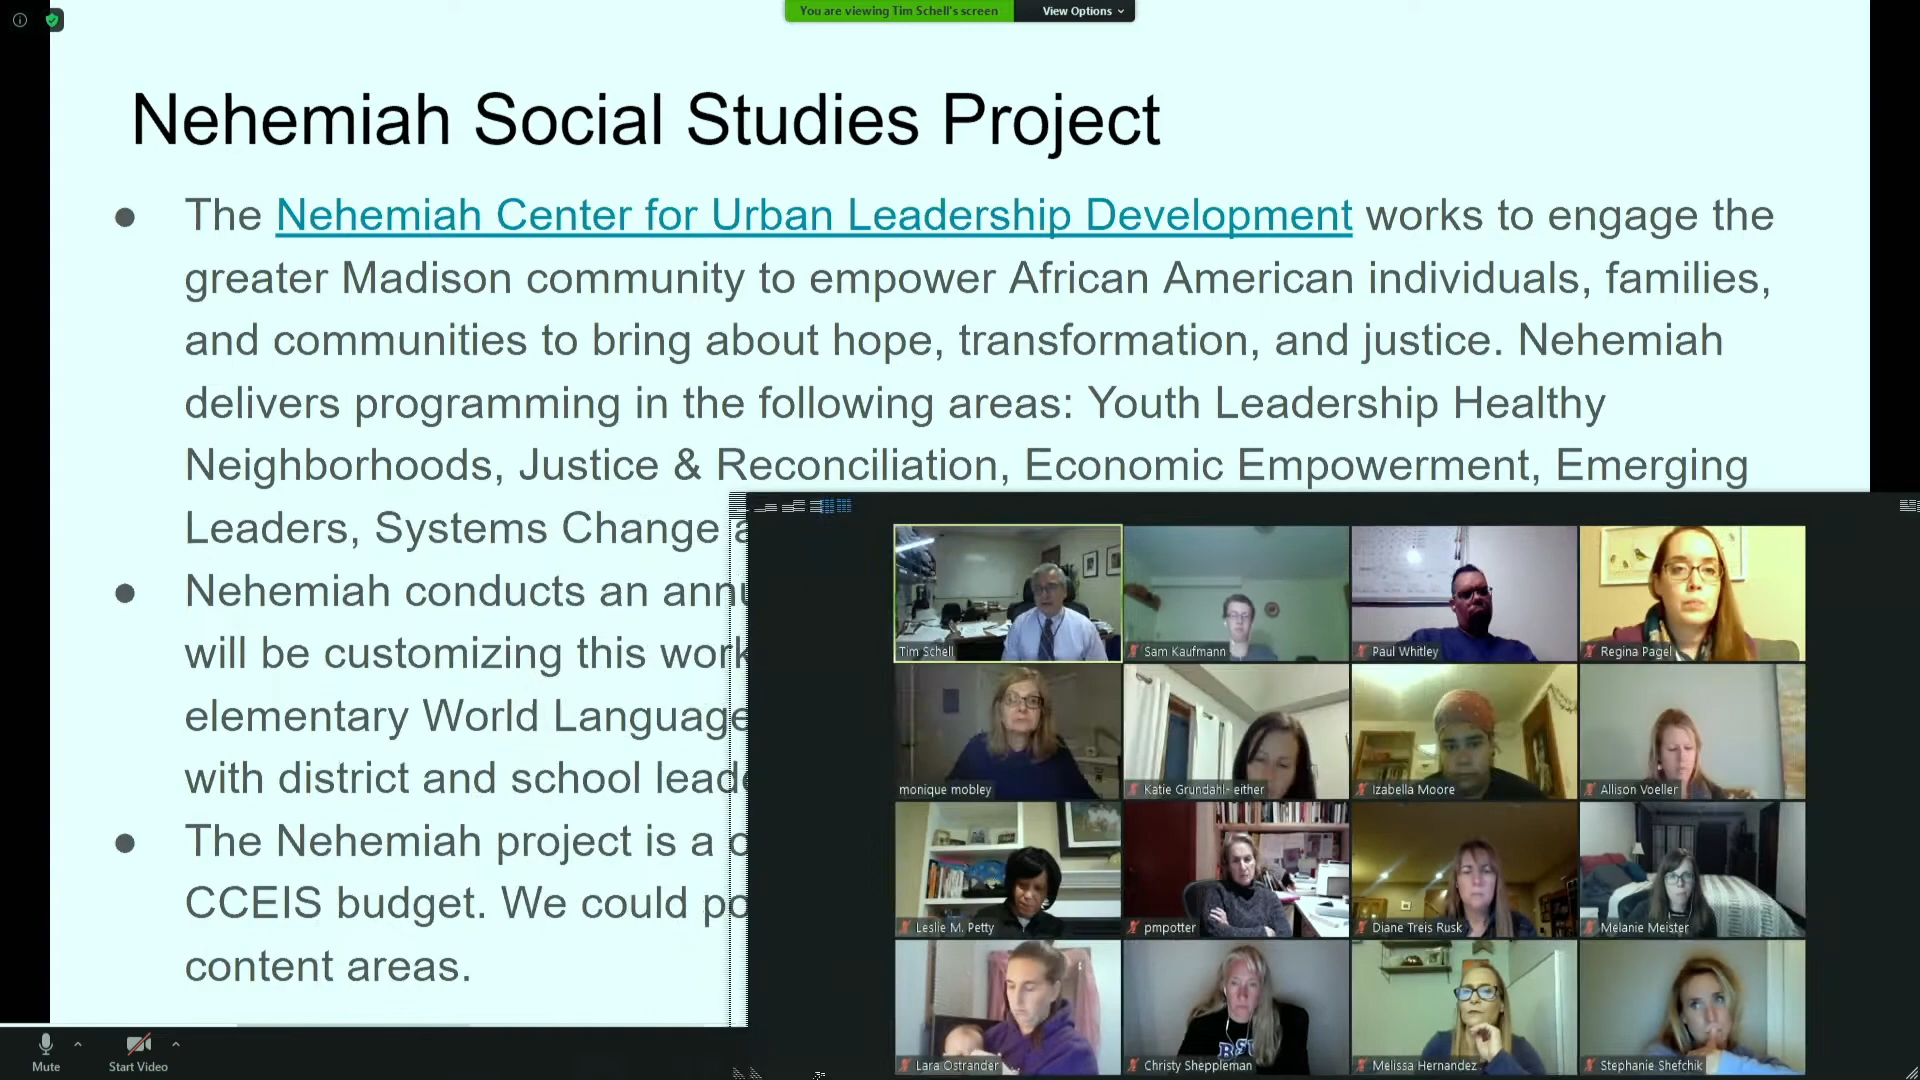 You are viewing Tim Schell's screen
View Options
Nehemiah Social Studies Project
The Nehemiah Center for Urban Leadership Development works to engage the
greater Madison community to empower African American individuals, families,
and communities to bring about hope, transformation, and justice. Nehemiah
delivers programming in the following areas: Youth Leadership Healthy
Neighborhoods, Justice & Reconciliation, Economic Empowerment, Emerging
Leaders, Systems Change
Nehemiah conducts an
will be customizing this
elementary World
with district and school
The Nehemiah project is a
CCEIS budget. We could
content areas.
Tim Schell
Sam Kaufmann
Paul Whitley
Regina Pagel
monique mobley
Katie Grundahl- either
Izabella Moore
Allison Voeller
Leslie M. Petty
pmpotter
Diane Treis Rusk
Melanie Meister
Lara Ostrander
Christy Sheppleman
Melissa Hernandez
Stephanie Shefchik
Mute
Start Video